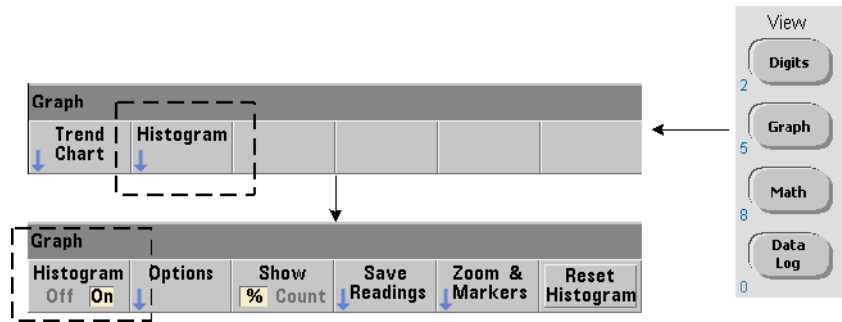 View
Digits
2
Graph
5
Math
8
Data
Log
0
Graph
Trend
Chart
Histogram
Graph
Histogram
Off On
Options
Show
% Count
Save
Readings
Zoom &
Markers
Reset
Histogram